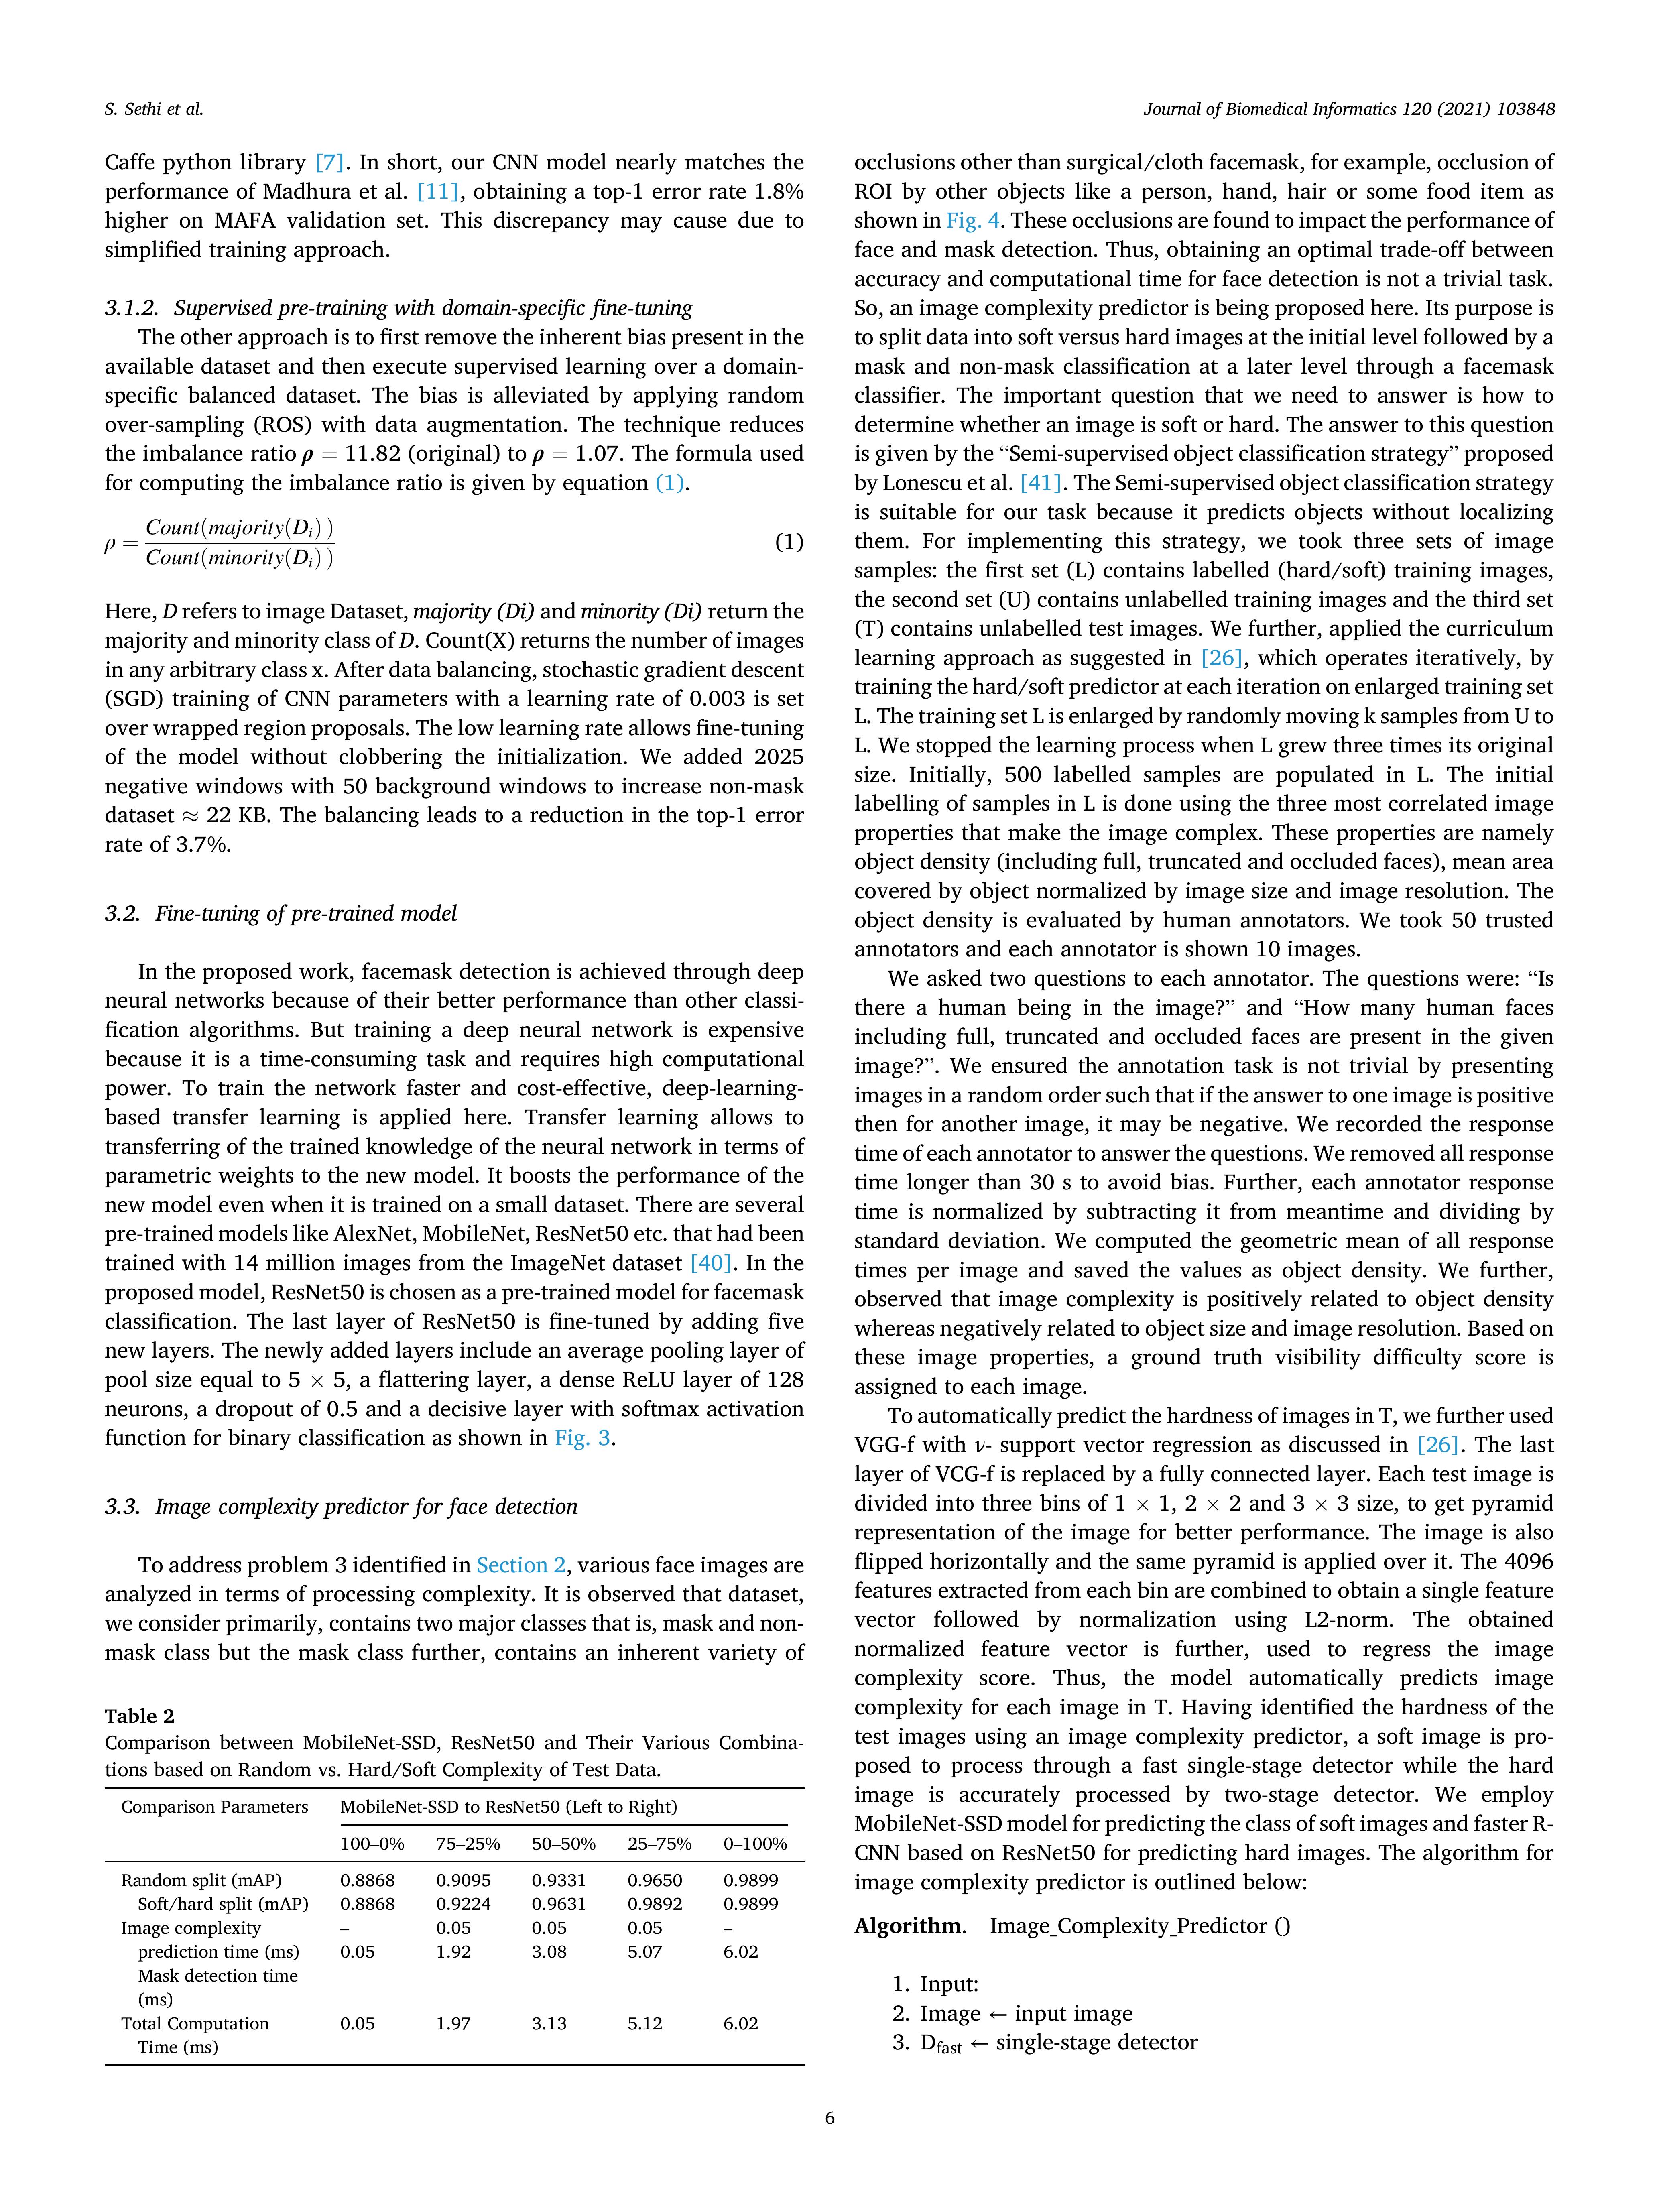 S. Sethi et al.
Journal of Biomedical Informatics 120 (2021) 103848
Caffe python library [7]. In short, our CNN model nearly matches the
performance of Madhura et al. [11], obtaining a top-1 error rate 1.8%
higher on MAFA validation set. This discrepancy may cause due to
simplified training approach.
3.1.2. Supervised pre-training with domain-specific fine-tuning
The other approach is to first remove the inherent bias present in the
available dataset and then execute supervised learning over a domain-
specific balanced dataset. The bias is alleviated by applying random
over-sampling (ROS) with data augmentation. The technique reduces
the imbalance ratio ρ = 11.82 (original) to ρ = 1.07. The formula used
for computing the imbalance ratio is given by equation (1).
ρ = Count(majority(Di)) / Count(minority(Di)) (1)
Here, D refers to image Dataset, majority (Di) and minority (Di) return the
majority and minority class of D. Count(X) returns the number of images
in any arbitrary class x. After data balancing, stochastic gradient descent
(SGD) training of CNN parameters with a learning rate of 0.003 is set
over wrapped region proposals. The low learning rate allows fine-tuning
of the model without clobbering the initialization. We added 2025
negative windows with 50 background windows to increase non-mask
dataset ≈ 22 KB. The balancing leads to a reduction in the top-1 error
rate of 3.7%.
3.2. Fine-tuning of pre-trained model
In the proposed work, facemask detection is achieved through deep
neural networks because of their better performance than other classi-
fication algorithms. But training a deep neural network is expensive
because it is a time-consuming task and requires high computational
power. To train the network faster and cost-effective, deep-learning-
based transfer learning is applied here. Transfer learning allows to
transferring of the trained knowledge of the neural network in terms of
parametric weights to the new model. It boosts the performance of the
new model even when it is trained on a small dataset. There are several
pre-trained models like AlexNet, MobileNet, ResNet50 etc. that had been
trained with 14 million images from the ImageNet dataset [40]. In the
proposed model, ResNet50 is chosen as a pre-trained model for facemask
classification. The last layer of ResNet50 is fine-tuned by adding five
new layers. The newly added layers include an average pooling layer of
pool size equal to 5 × 5, a flattering layer, a dense ReLU layer of 128
neurons, a dropout of 0.5 and a decisive layer with softmax activation
function for binary classification as shown in Fig. 3.
3.3. Image complexity predictor for face detection
To address problem 3 identified in Section 2, various face images are
analyzed in terms of processing complexity. It is observed that dataset,
we consider primarily, contains two major classes that is, mask and non-
mask class but the mask class further, contains an inherent variety of
Table 2
Comparison between MobileNet-SSD, ResNet50 and Their Various Combina-
tions based on Random vs. Hard/Soft Complexity of Test Data.
Comparison Parameters MobileNet-SSD to ResNet50 (Left to Right)
100–0% 75–25% 50–50% 25–75% 0–100%
Random split (mAP) 0.8868 0.9095 0.9331 0.9650 0.9899
Soft/hard split (mAP) 0.8868 0.9224 0.9631 0.9892 0.9899
Image complexity – 0.05 0.05 0.05 –
prediction time (ms) 0.05 1.92 3.08 5.07 6.02
Mask detection time
(ms)
Total Computation 0.05 1.97 3.13 5.12 6.02
Time (ms)
occlusions other than surgical/cloth facemask, for example, occlusion of
ROI by other objects like a person, hand, hair or some food item as
shown in Fig. 4. These occlusions are found to impact the performance of
face and mask detection. Thus, obtaining an optimal trade-off between
accuracy and computational time for face detection is not a trivial task.
So, an image complexity predictor is being proposed here. Its purpose is
to split data into soft versus hard images at the initial level followed by a
mask and non-mask classification at a later level through a facemask
classifier. The important question that we need to answer is how to
determine whether an image is soft or hard. The answer to this question
is given by the “Semi-supervised object classification strategy” proposed
by Lonescu et al. [41]. The Semi-supervised object classification strategy
is suitable for our task because it predicts objects without localizing
them. For implementing this strategy, we took three sets of image
samples: the first set (L) contains labelled (hard/soft) training images,
the second set (U) contains unlabelled training images and the third set
(T) contains unlabelled test images. We further, applied the curriculum
learning approach as suggested in [26], which operates iteratively, by
training the hard/soft predictor at each iteration on enlarged training set
L. The training set L is enlarged by randomly moving k samples from U to
L. We stopped the learning process when L grew three times its original
size. Initially, 500 labelled samples are populated in L. The initial
labelling of samples in L is done using the three most correlated image
properties that make the image complex. These properties are namely
object density (including full, truncated and occluded faces), mean area
covered by object normalized by image size and image resolution. The
object density is evaluated by human annotators. We took 50 trusted
annotators and each annotator is shown 10 images.
We asked two questions to each annotator. The questions were: “Is
there a human being in the image?” and “How many human faces
including full, truncated and occluded faces are present in the given
image?”. We ensured the annotation task is not trivial by presenting
images in a random order such that if the answer to one image is positive
then for another image, it may be negative. We recorded the response
time of each annotator to answer the questions. We removed all response
time longer than 30 s to avoid bias. Further, each annotator response
time is normalized by subtracting it from meantime and dividing by
standard deviation. We computed the geometric mean of all response
times per image and saved the values as object density. We further,
observed that image complexity is positively related to object density
whereas negatively related to object size and image resolution. Based on
these image properties, a ground truth visibility difficulty score is
assigned to each image.
To automatically predict the hardness of images in T, we further used
VGG-f with ν- support vector regression as discussed in [26]. The last
layer of VCG-f is replaced by a fully connected layer. Each test image is
divided into three bins of 1 × 1, 2 × 2 and 3 × 3 size, to get pyramid
representation of the image for better performance. The image is also
flipped horizontally and the same pyramid is applied over it. The 4096
features extracted from each bin are combined to obtain a single feature
vector followed by normalization using L2-norm. The obtained
normalized feature vector is further, used to regress the image
complexity score. Thus, the model automatically predicts image
complexity for each image in T. Having identified the hardness of the
test images using an image complexity predictor, a soft image is pro-
posed to process through a fast single-stage detector while the hard
image is accurately processed by two-stage detector. We employ
MobileNet-SSD model for predicting the class of soft images and faster R-
CNN based on ResNet50 for predicting hard images. The algorithm for
image complexity predictor is outlined below:
Algorithm. Image_Complexity_Predictor ()
1. Input:
2. Image ← input image
3. Dfast ← single-stage detector
6